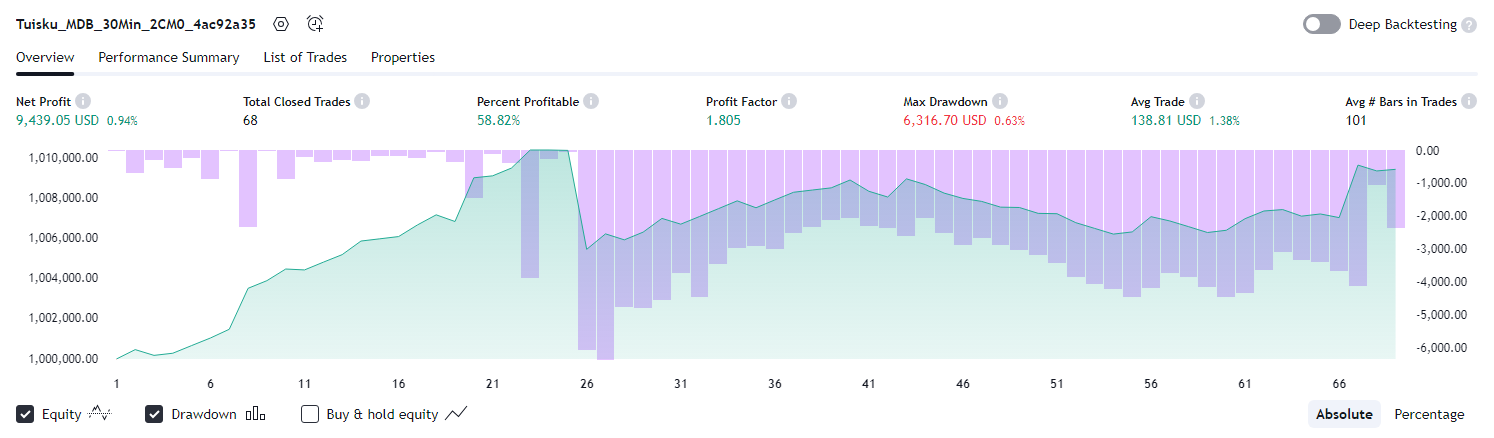 Tuisku_MDB_30Min_2CM0_4ac92a35 Deep Backtesting ?
Overview Performance Summary List of Trades Properties
Net Profit i Total Closed Trades i Percent Profitable i Profit Factor i Max Drawdown i Avg Trade i Avg # Bars in Trades i
9,439.05 USD 0.94% 68 58.82% 1.805 6,316.70 USD 0.63% 138.81 USD 1.38% 101
1,010,000.00 0.00
1,008,000.00 -1,000.00
1,006,000.00 -2,000.00
1,004,000.00 -3,000.00
1,002,000.00 -4,000.00
1,000,000.00 -5,000.00
-6,000.00
1 6 11 16 21 26 31 36 41 46 51 56 61 66
Equity Drawdown Buy & hold equity Absolute Percentage